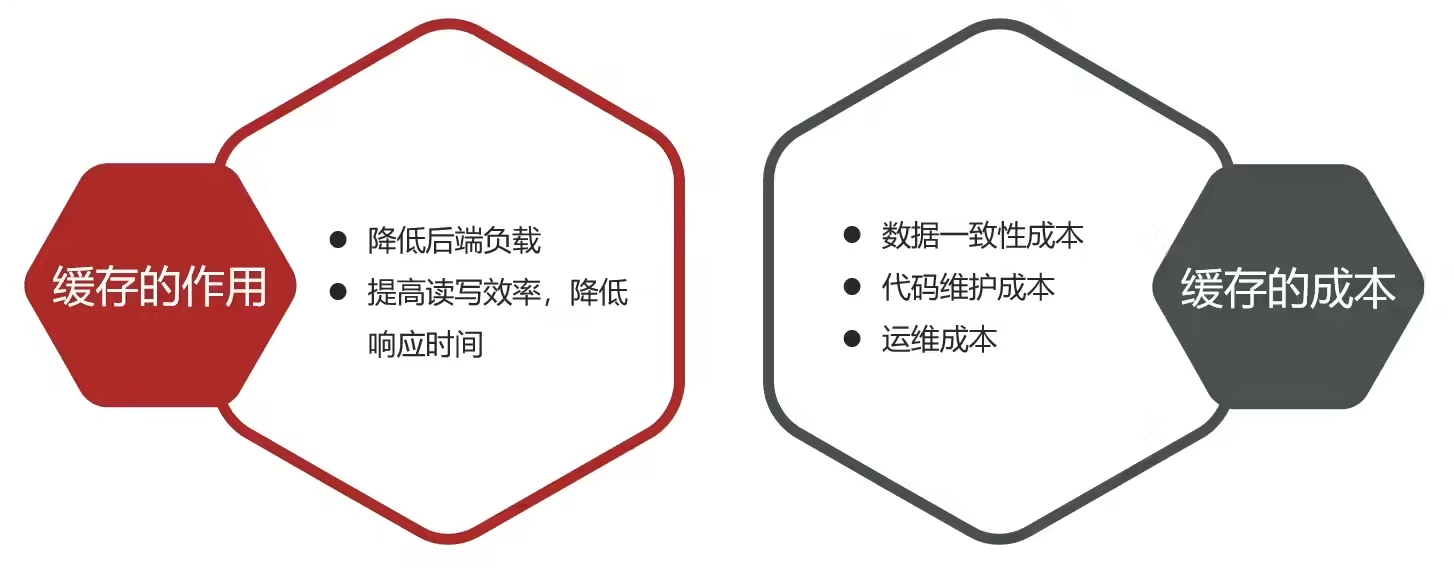 缓存的作用
● 降低后端负载
● 提高读写效率，降低
响应时间
● 数据一致性成本
● 代码维护成本
● 运维成本
缓存的成本